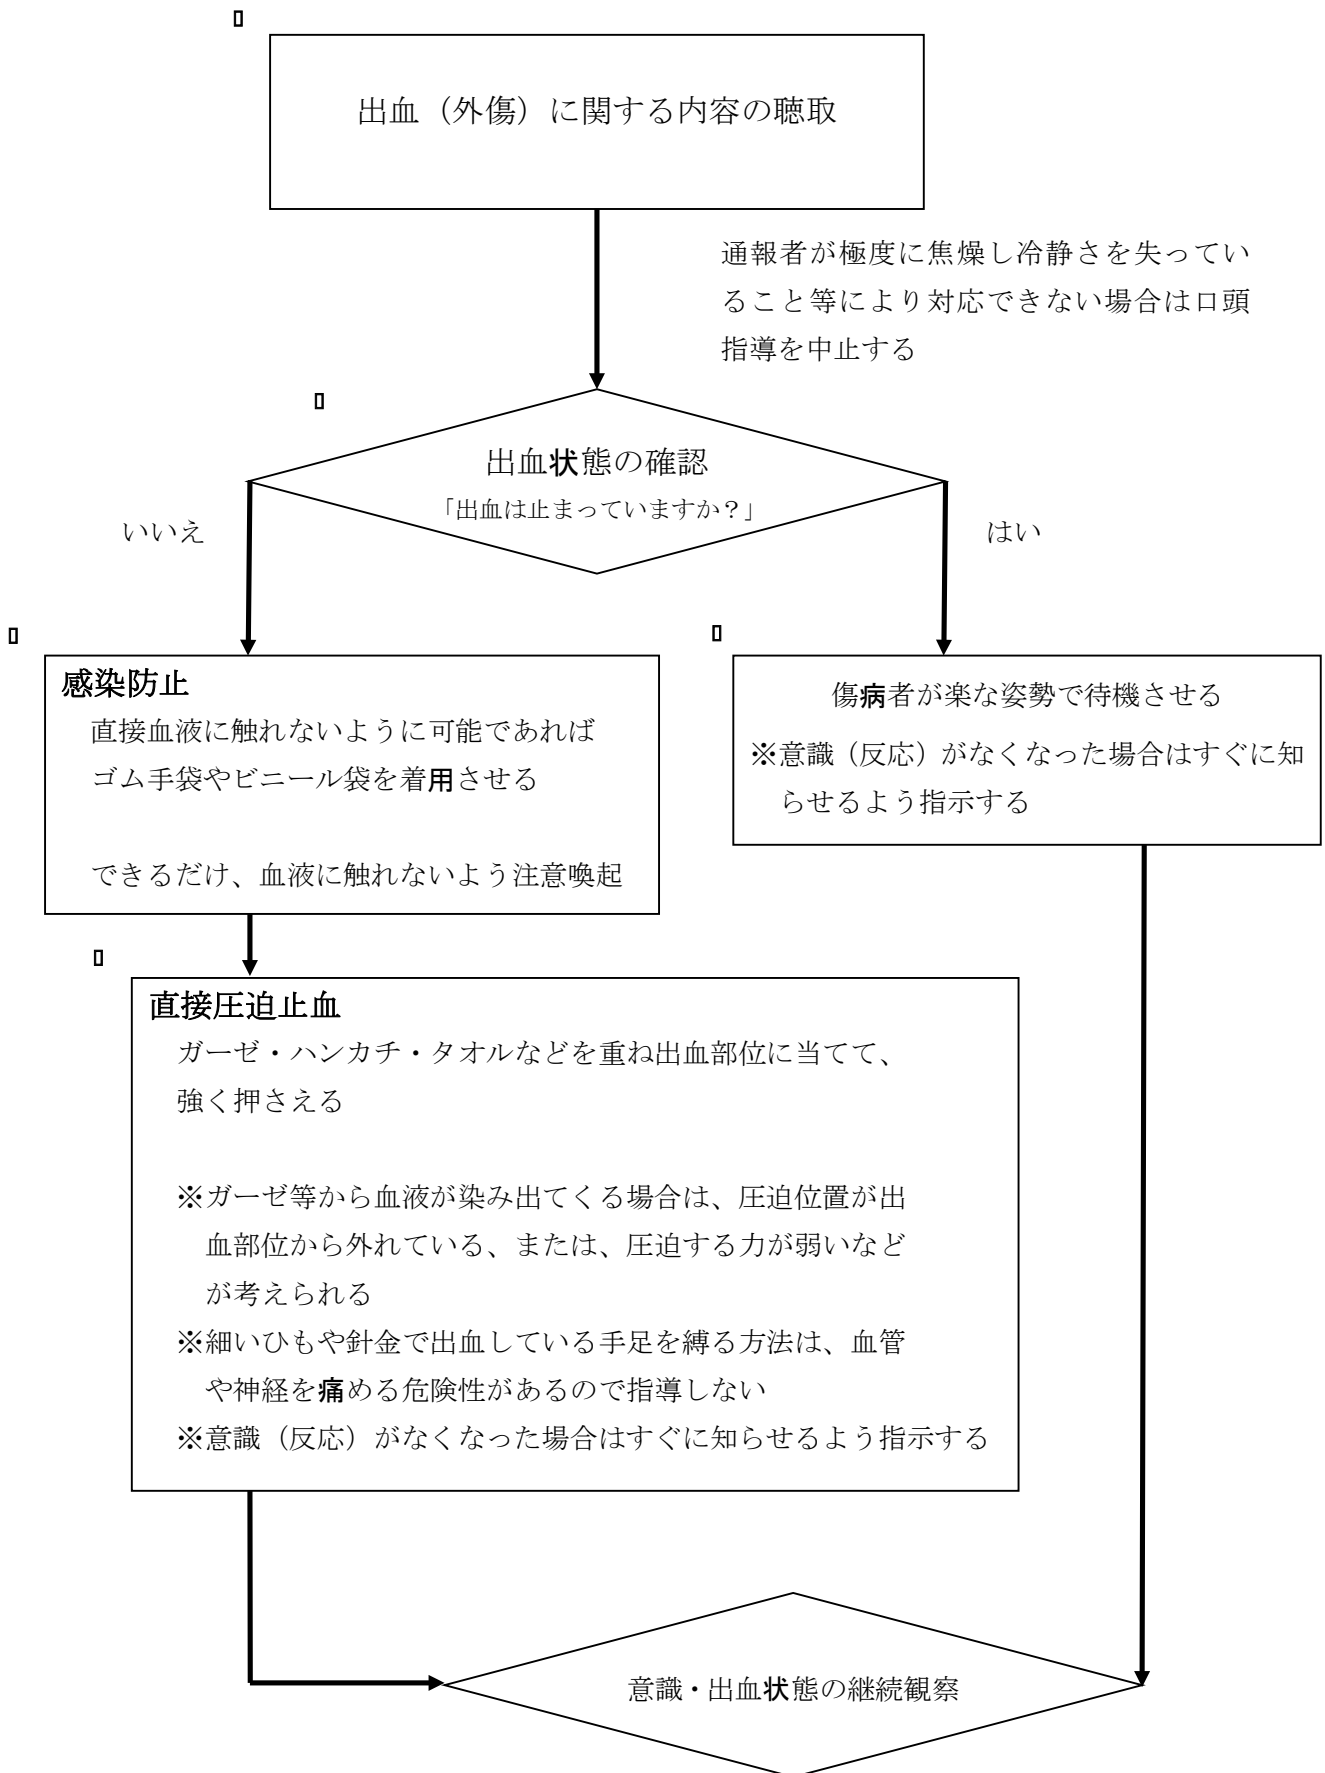 出血（外傷）に関する内容の聴取
通報者が極度に焦燥し冷静さを失ってい
ること等により対応できない場合は口頭
指導を中止する
出血状態の確認
「出血は止まっていますか？」
いいえ
はい
感染防止
直接血液に触れないように可能であれば
ゴム手袋やビニール袋を着用させる
できるだけ、血液に触れないよう注意喚起
傷病者が楽な姿勢で待機させる
※意識（反応）がなくなった場合はすぐに知
らせるよう指示する
直接圧迫止血
ガーゼ・ハンカチ・タオルなどを重ね出血部位に当てて、
強く押さえる
※ガーゼ等から血液が染み出てくる場合は、圧迫位置が出
血部位から外れている、または、圧迫する力が弱いなど
が考えられる
※細いひもや針金で出血している手足を縛る方法は、血管
や神経を痛める危険性があるので指導しない
※意識（反応）がなくなった場合はすぐに知らせるよう指示する
意識・出血状態の継続観察